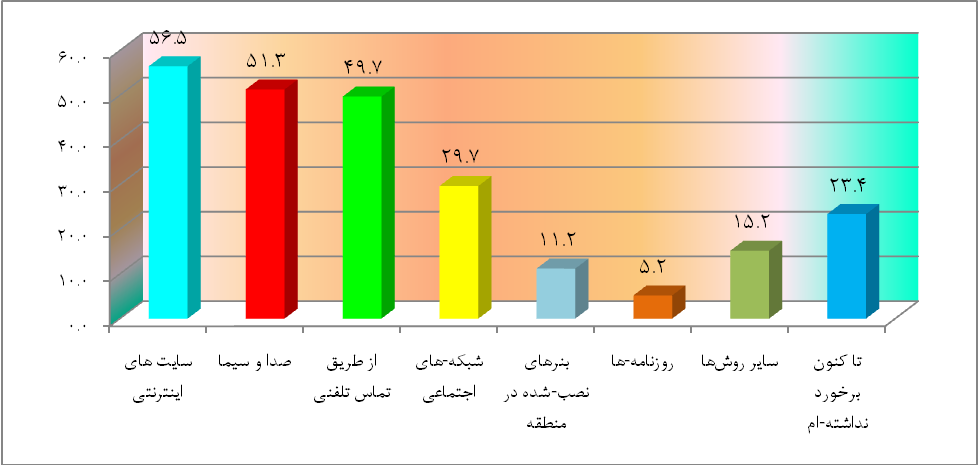 ۵۶.۵
۵۱.۳
۴۹.۷
۲۹.۷
۱۱.۲
۵.۲
۱۵.۲
۲۳.۴
۶۰.۰
۵۰.۰
۴۰.۰
۳۰.۰
۲۰.۰
۱۰.۰
۰.۰
سایت های
اینترنتی
صدا و سیما
از طریق
تماس تلفنی
شبکه-های
اجتماعی
بنرهای
نصب-شده در
منطقه
روزنامه-ها
سایر روش‌ها
تا کنون
برخورد
نداشته-ام